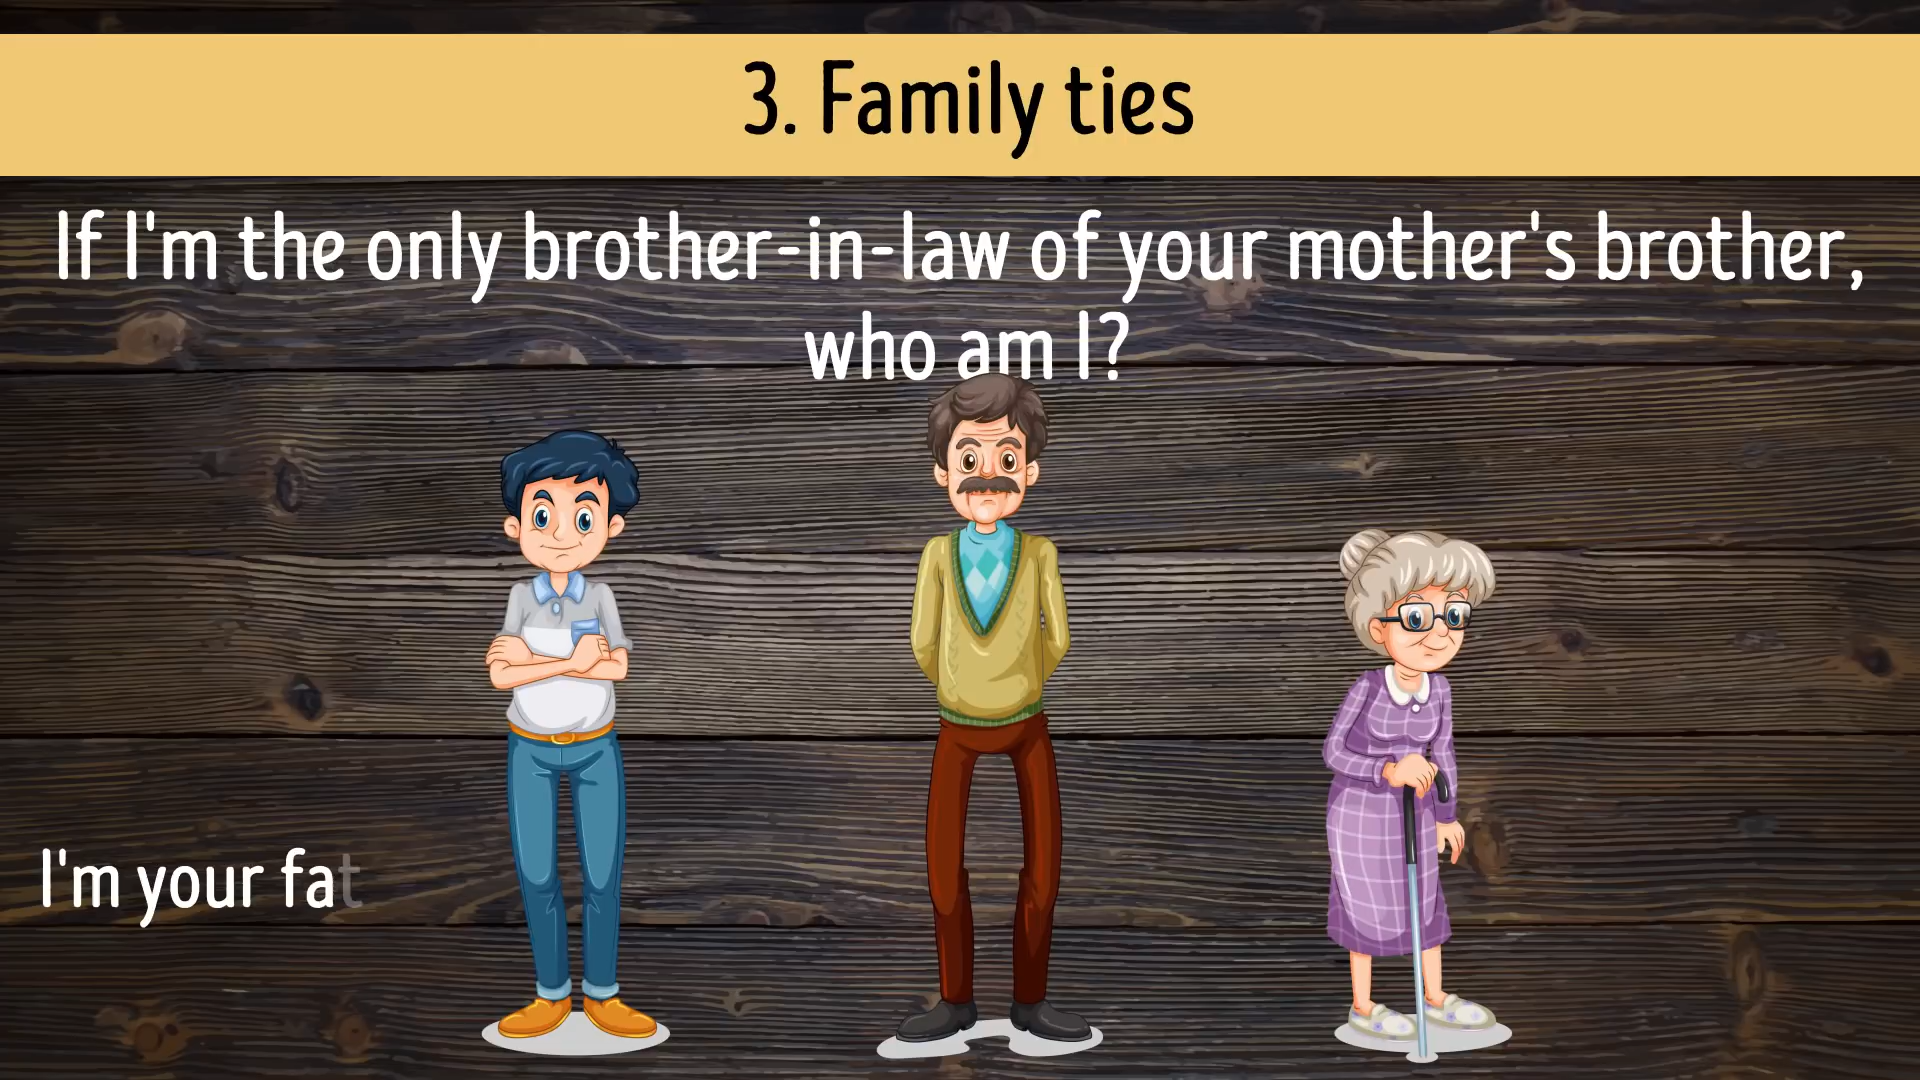 3. Family ties
If I'm the only brother-in-law of your mother's brother,
who am I?
I'm your fat